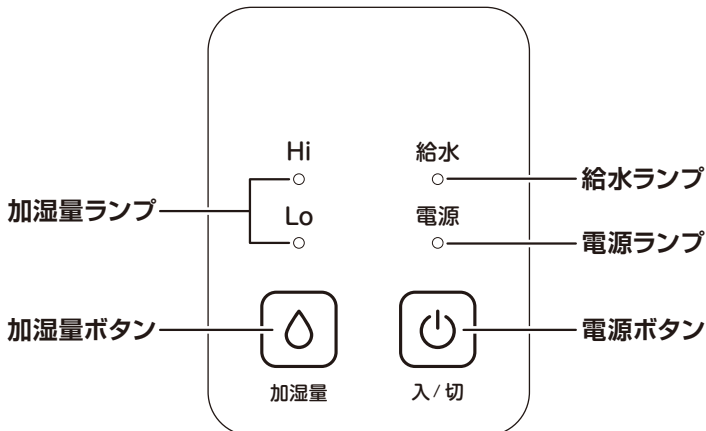 Hi 給水
給水ランプ
加湿量ランプ
Lo 電源
電源ランプ
加湿量ボタン
電源ボタン
加湿量 入/切